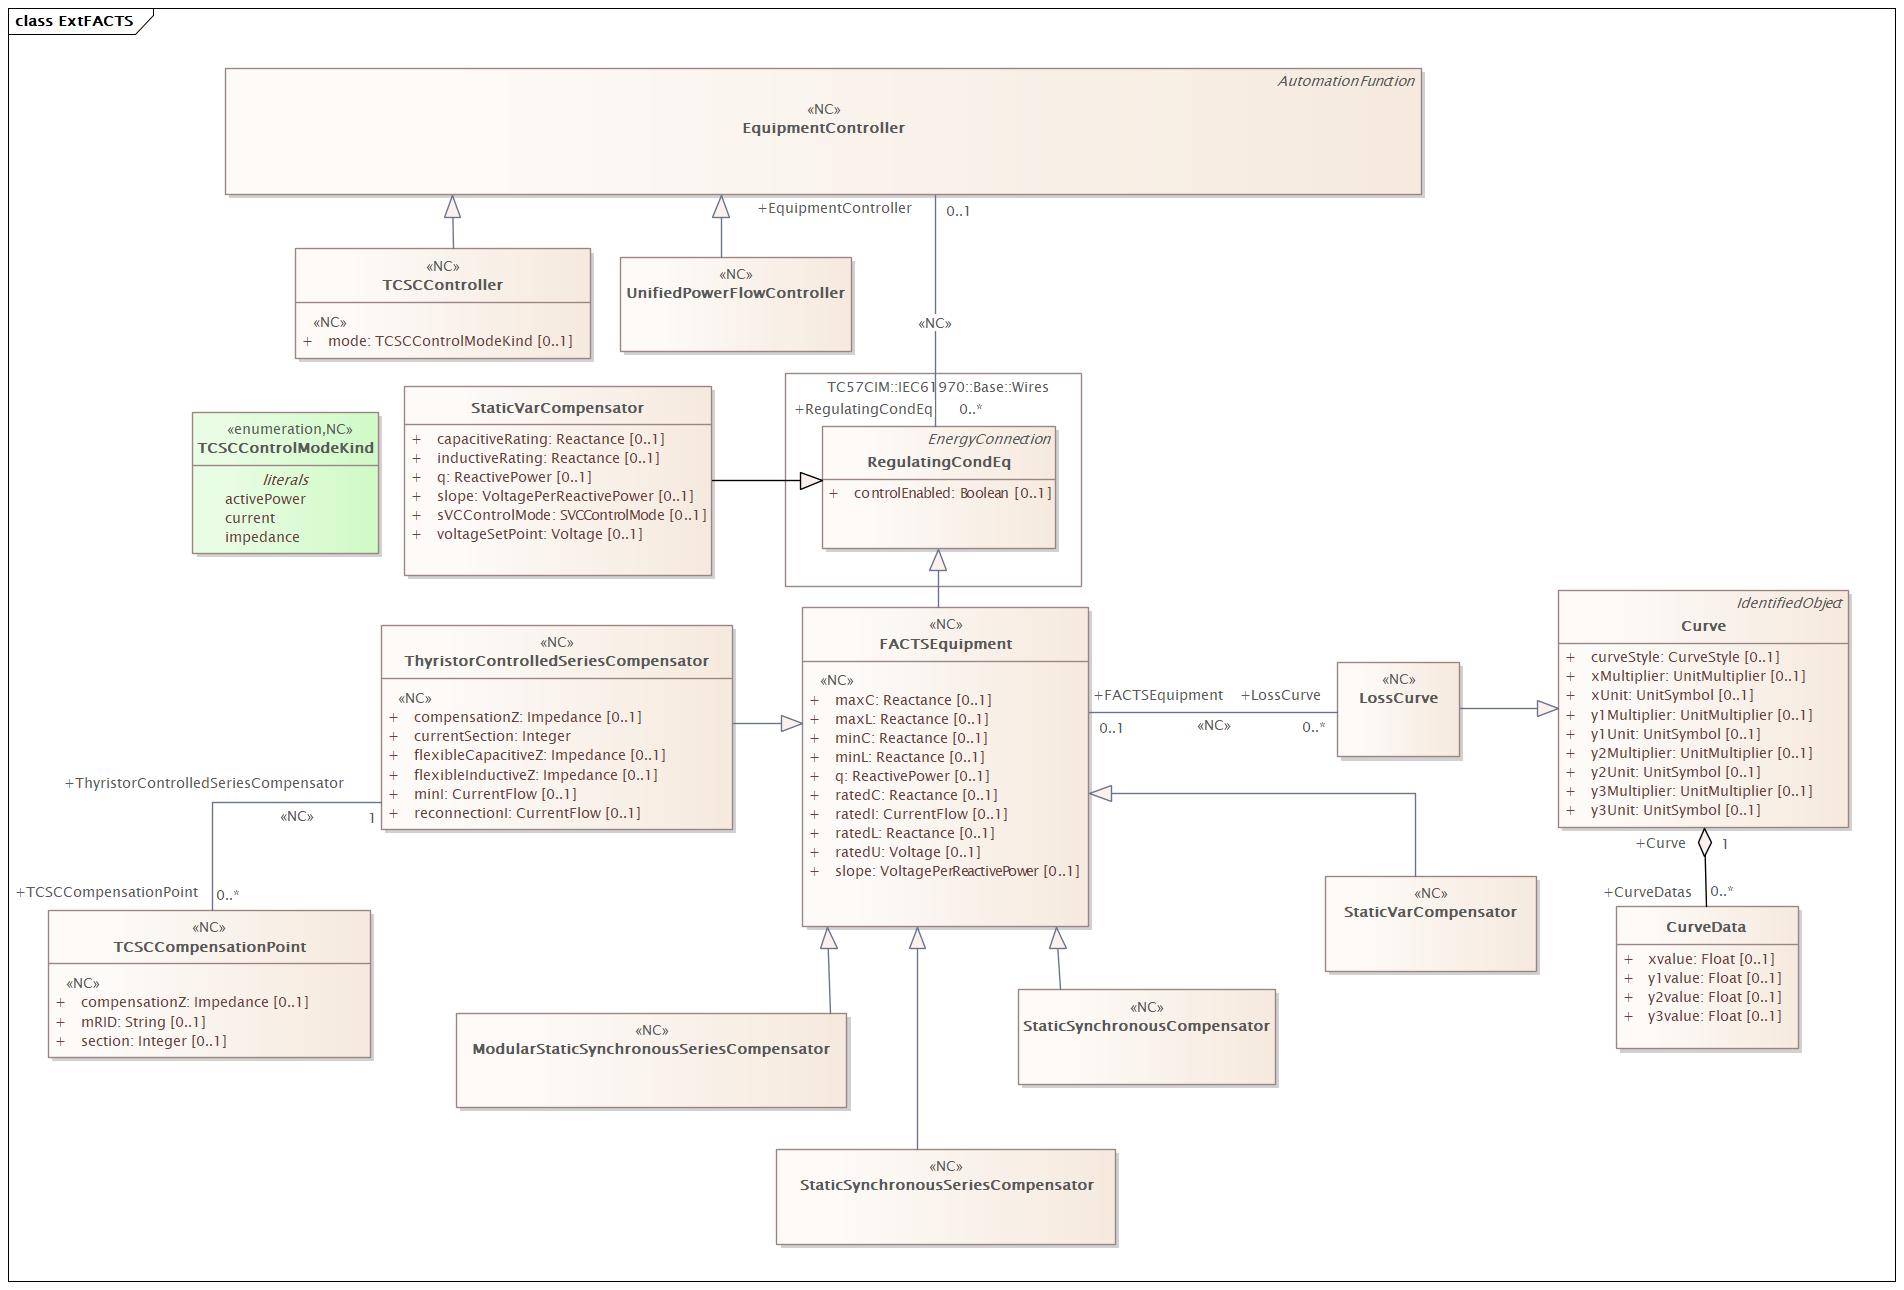 class ExtFACTS
AutomationFunction
«NC»
EquipmentController
+EquipmentController
0..1
«NC»
TCSCController
«NC»
+ mode: TCSCControlModeKind [0..1]
«NC»
UnifiedPowerFlowController
«NC»
TC57CIM::IEC61970::Base::Wires
+RegulatingCondEq
0..*
EnergyConnection
RegulatingCondEq
+ controlEnabled: Boolean [0..1]
StaticVarCompensator
+ capacitiveRating: Reactance [0..1]
+ inductiveRating: Reactance [0..1]
+ q: ReactivePower [0..1]
+ slope: VoltagePerReactivePower [0..1]
+ sVCControlMode: SVCControlMode [0..1]
+ voltageSetPoint: Voltage [0..1]
«enumeration,NC»
TCSCControlModeKind
literals
activePower
current
impedance
«NC»
ThyristorControlledSeriesCompensator
«NC»
+ compensationZ: Impedance [0..1]
+ currentSection: Integer
+ flexibleCapacitiveZ: Impedance [0..1]
+ flexibleInductiveZ: Impedance [0..1]
+ minI: CurrentFlow [0..1]
+ reconnectionI: CurrentFlow [0..1]
«NC»
FACTSEquipment
«NC»
+ maxC: Reactance [0..1]
+ maxL: Reactance [0..1]
+ minC: Reactance [0..1]
+ minL: Reactance [0..1]
+ q: ReactivePower [0..1]
+ ratedC: Reactance [0..1]
+ ratedI: CurrentFlow [0..1]
+ ratedL: Reactance [0..1]
+ ratedU: Voltage [0..1]
+ slope: VoltagePerReactivePower [0..1]
+FACTSEquipment
0..1
«NC»
+LossCurve
0..*
«NC»
LossCurve
IdentifiedObject
Curve
+ curveStyle: CurveStyle [0..1]
+ xMultiplier: UnitMultiplier [0..1]
+ xUnit: UnitSymbol [0..1]
+ y1Multiplier: UnitMultiplier [0..1]
+ y1Unit: UnitSymbol [0..1]
+ y2Multiplier: UnitMultiplier [0..1]
+ y2Unit: UnitSymbol [0..1]
+ y3Multiplier: UnitMultiplier [0..1]
+ y3Unit: UnitSymbol [0..1]
+Curve
1
+CurveDatas
0..*
CurveData
+ xvalue: Float [0..1]
+ y1value: Float [0..1]
+ y2value: Float [0..1]
+ y3value: Float [0..1]
+ThyristorControlledSeriesCompensator
«NC»
1
+TCSCCompensationPoint
0..*
«NC»
TCSCCompensationPoint
«NC»
+ compensationZ: Impedance [0..1]
+ mRID: String [0..1]
+ section: Integer [0..1]
«NC»
StaticVarCompensator
«NC»
ModularStaticSynchronousSeriesCompensator
«NC»
StaticSynchronousCompensator
«NC»
StaticSynchronousSeriesCompensator